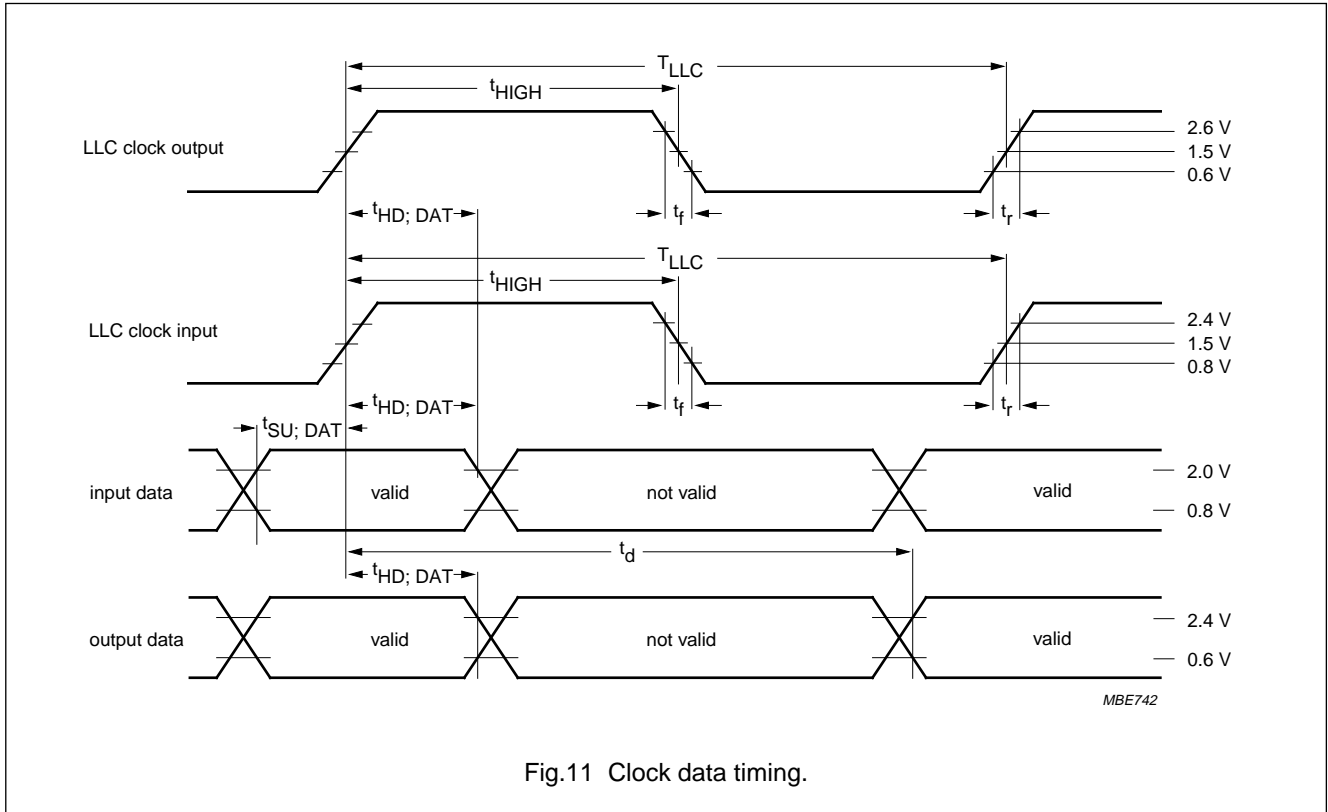 T_LLC
t_HIGH
LLC clock output
2.6 V
1.5 V
0.6 V
t_HD; DAT
t_f
t_r
T_LLC
t_HIGH
LLC clock input
2.4 V
1.5 V
0.8 V
t_HD; DAT
t_f
t_r
t_SU; DAT
input data
valid
not valid
valid
2.0 V
0.8 V
t_d
t_HD; DAT
output data
valid
not valid
valid
2.4 V
0.6 V
MBE742
Fig.11 Clock data timing.